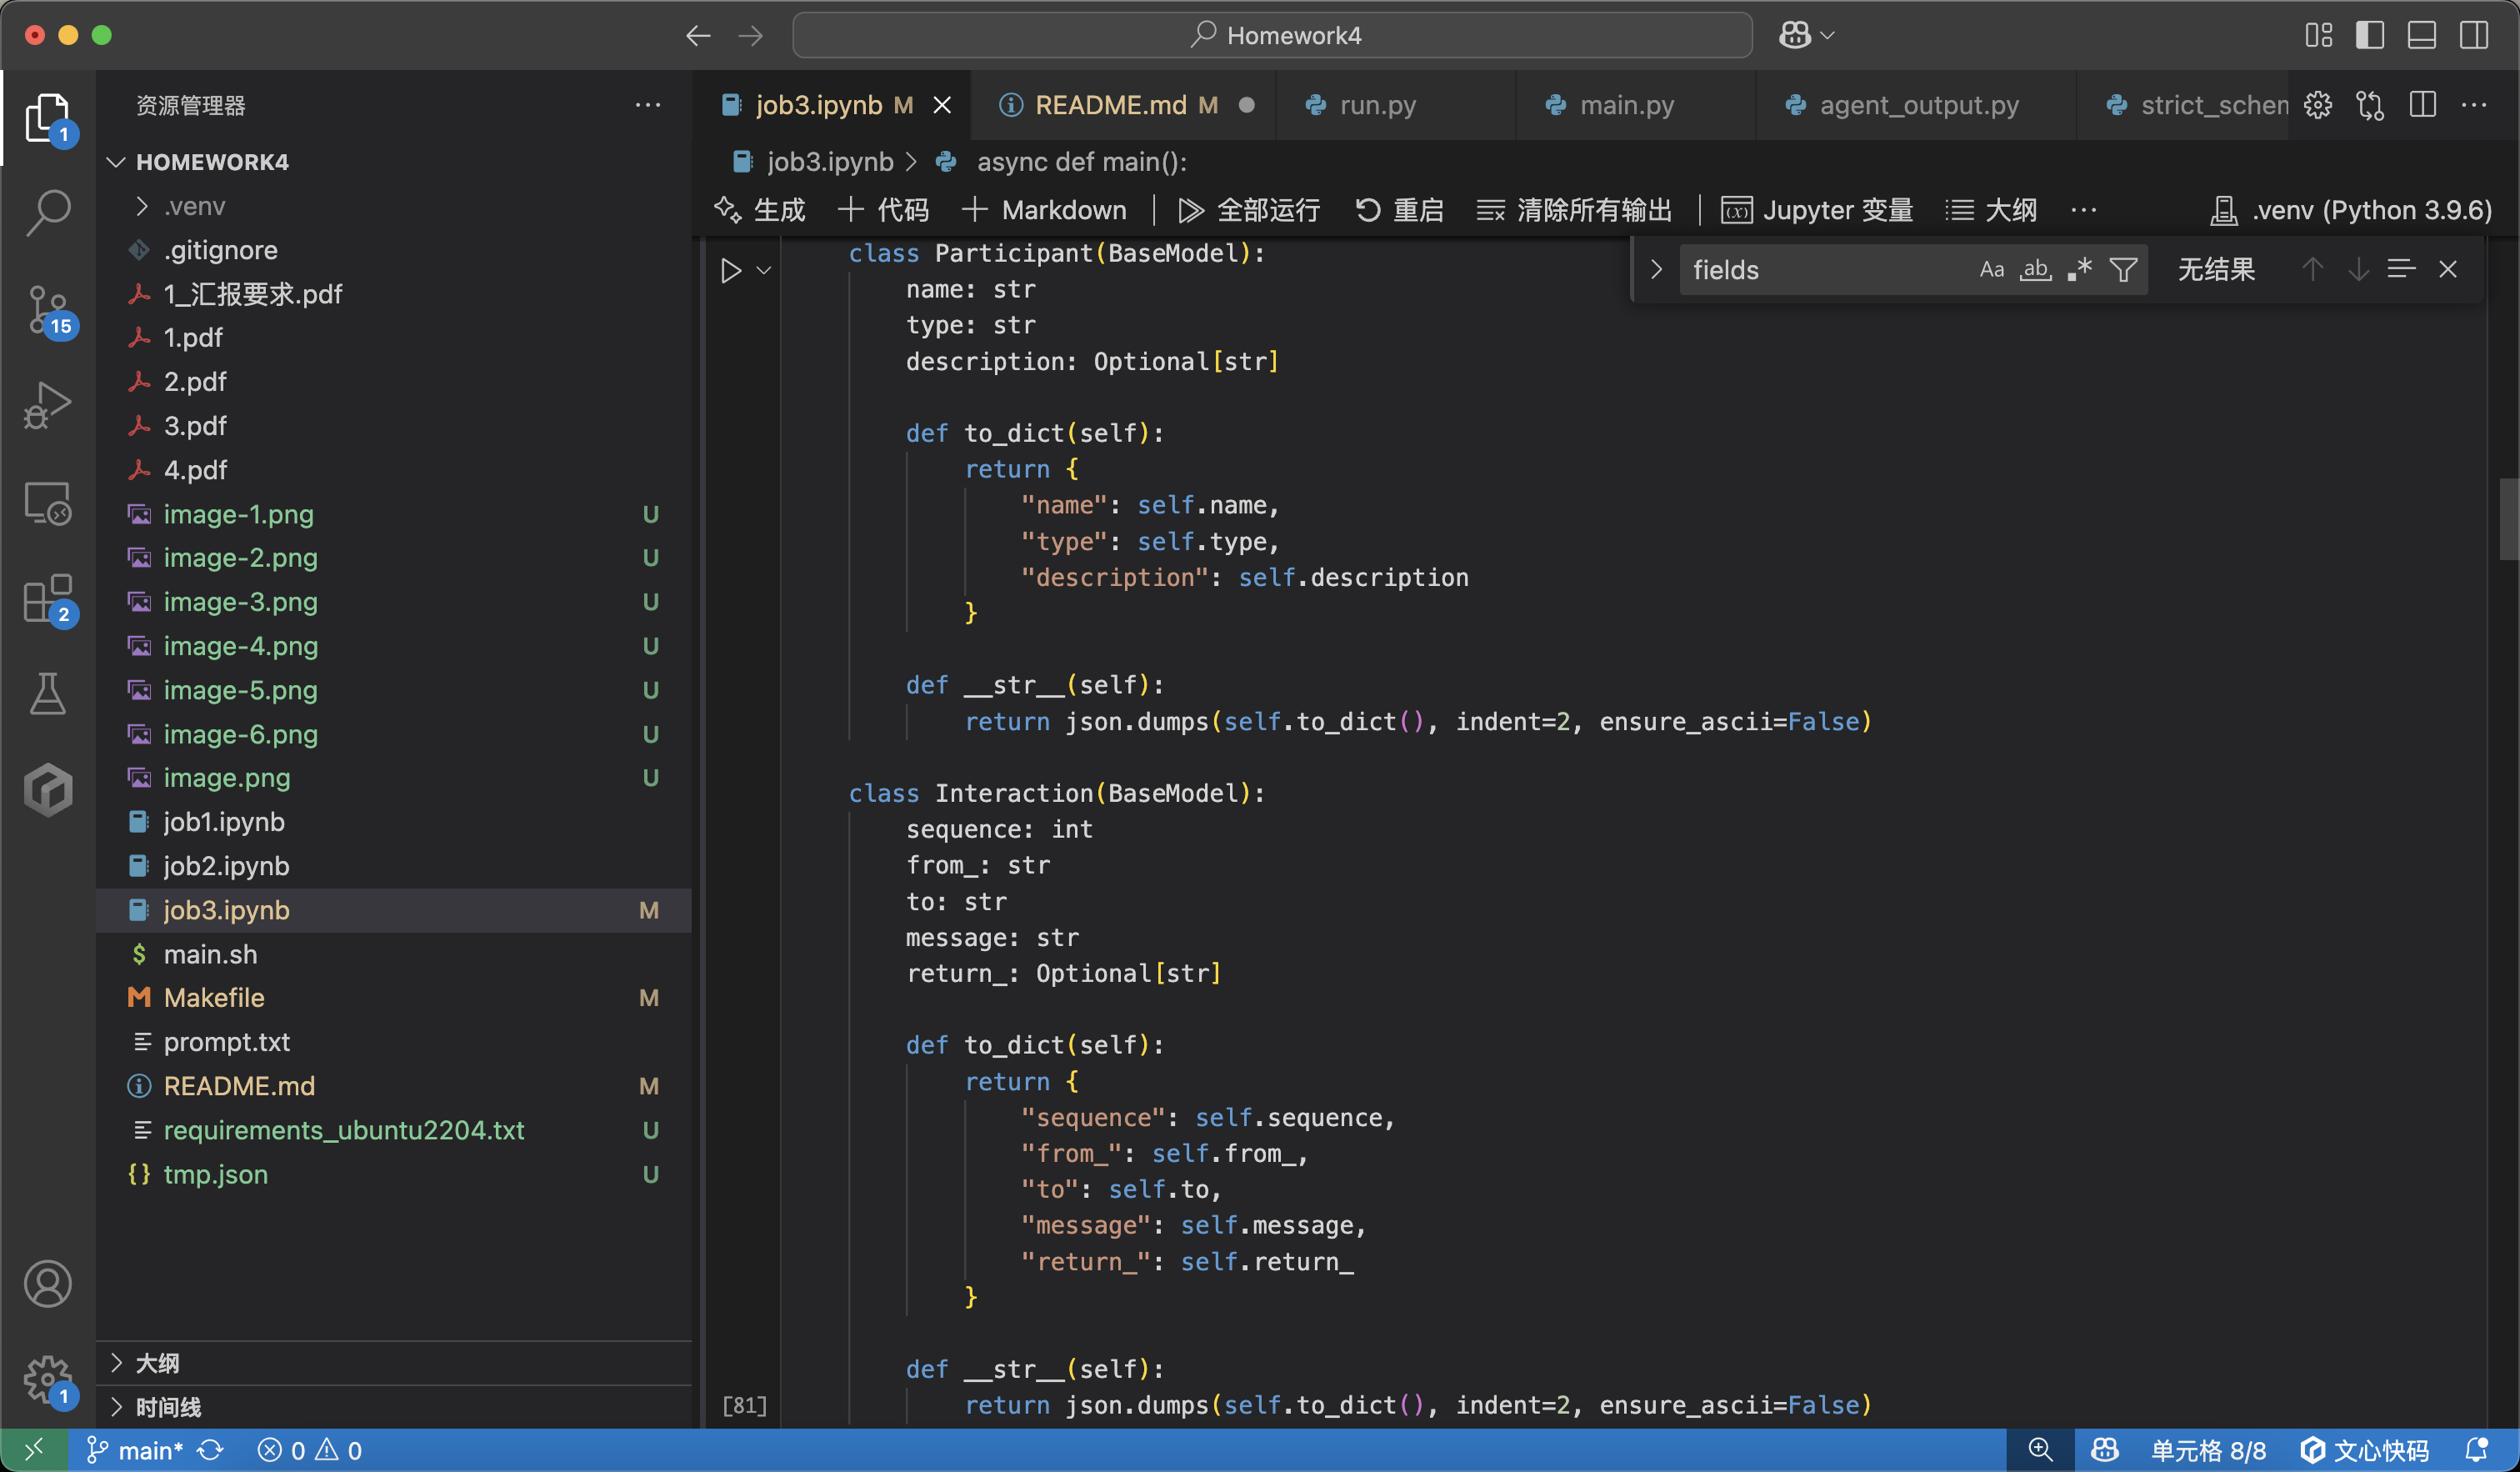 Homework4
资源管理器
job3.ipynb M
README.md M
run.py
main.py
agent_output.py
strict_schem
job3.ipynb > async def main():
生成 代码 Markdown 全部运行 重启 清除所有输出 Jupyter 变量 大纲 .venv (Python 3.9.6)
fields Aa ab .* 无结果
HOMEWORK4
.venv
.gitignore
1_汇报要求.pdf
1.pdf
2.pdf
3.pdf
4.pdf
image-1.png U
image-2.png U
image-3.png U
image-4.png U
image-5.png U
image-6.png U
image.png U
job1.ipynb
job2.ipynb
job3.ipynb M
main.sh
Makefile M
prompt.txt
README.md M
requirements_ubuntu2204.txt U
tmp.json U
大纲
时间线
1
15
2
1
class Participant(BaseModel):
name: str
type: str
description: Optional[str]
def to_dict(self):
return {
"name": self.name,
"type": self.type,
"description": self.description
}
def __str__(self):
return json.dumps(self.to_dict(), indent=2, ensure_ascii=False)
class Interaction(BaseModel):
sequence: int
from_: str
to: str
message: str
return_: Optional[str]
def to_dict(self):
return {
"sequence": self.sequence,
"from_": self.from_,
"to": self.to,
"message": self.message,
"return_": self.return_
}
def __str__(self):
return json.dumps(self.to_dict(), indent=2, ensure_ascii=False)
[81]
main* 0 0 单元格 8/8 文心快码